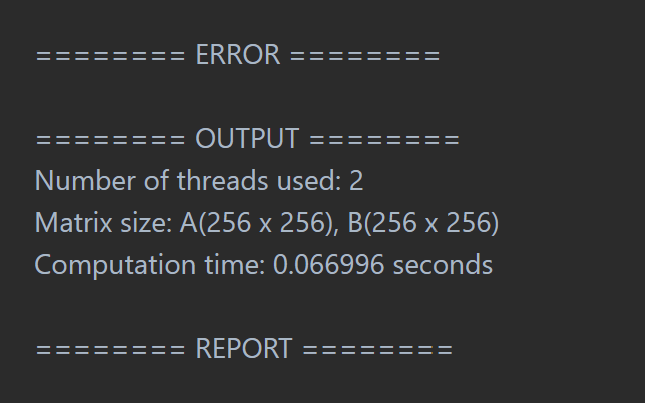 ======== ERROR ========
======== OUTPUT ========
Number of threads used: 2
Matrix size: A(256 x 256), B(256 x 256)
Computation time: 0.066996 seconds
======== REPORT ========